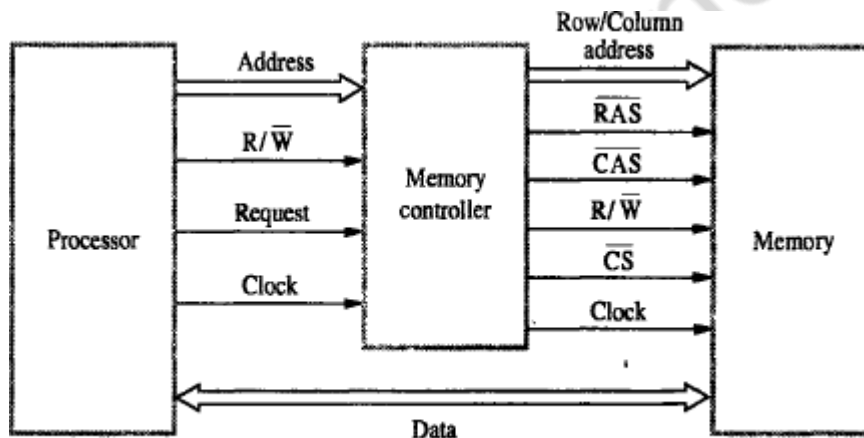 Row/Column
address
Address
RAS
CAS
R/W
Memory
controller
R/W
Request
Processor
Memory
Clock
CS
Clock
Data